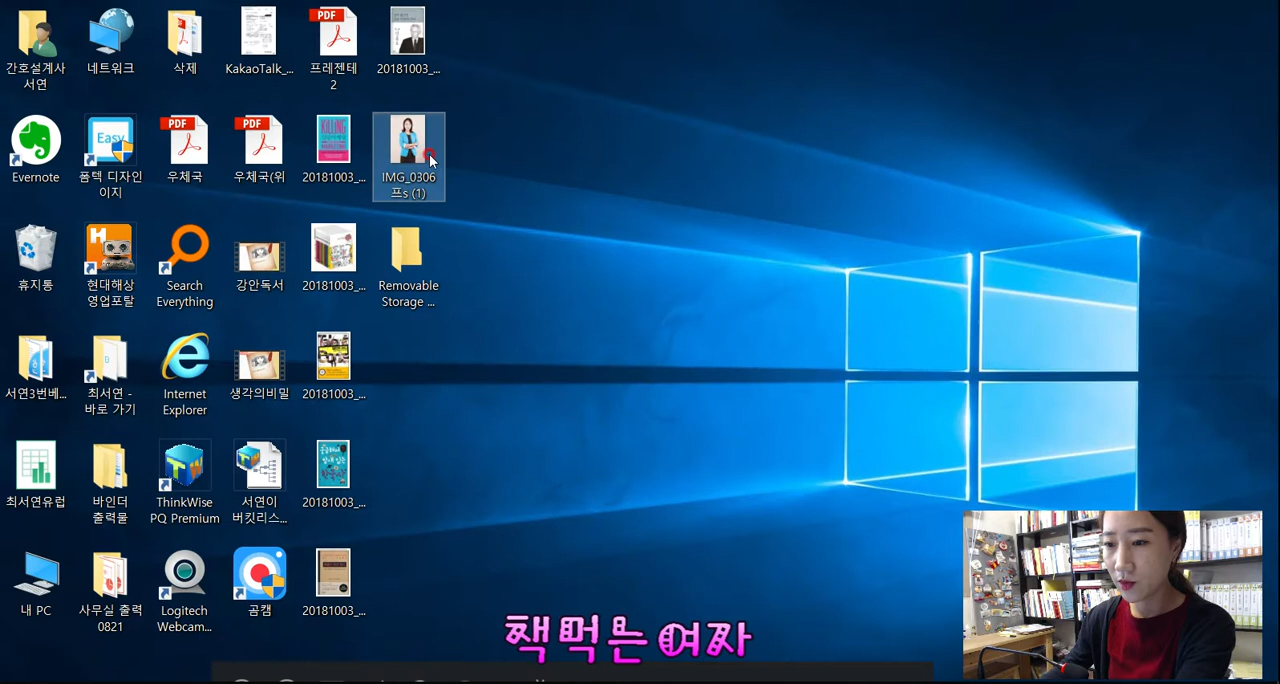 간호설계사
서연
네트워크
삭제
KakaoTalk_...
PDF
프레젠테
2
20181003_...
Evernote
Easy
폼텍 디자인
이지
PDF
우체국
PDF
우체국(위
KILLING
20181003_...
IMG_0306
프s (1)
휴지통
H
현대해상
영업포탈
Search
Everything
강안독서
20181003_...
Removable
Storage ...
서연3번베...
최서연 -
바로 가기
Internet
Explorer
생각의비밀
20181003_...
최서연유럽
바인더
출력물
ThinkWise
PQ Premium
서연이
버킷리스...
20181003_...
내 PC
사무실 출력
0821
Logitech
Webcam...
곰캠
20181003_...
책먹는여자